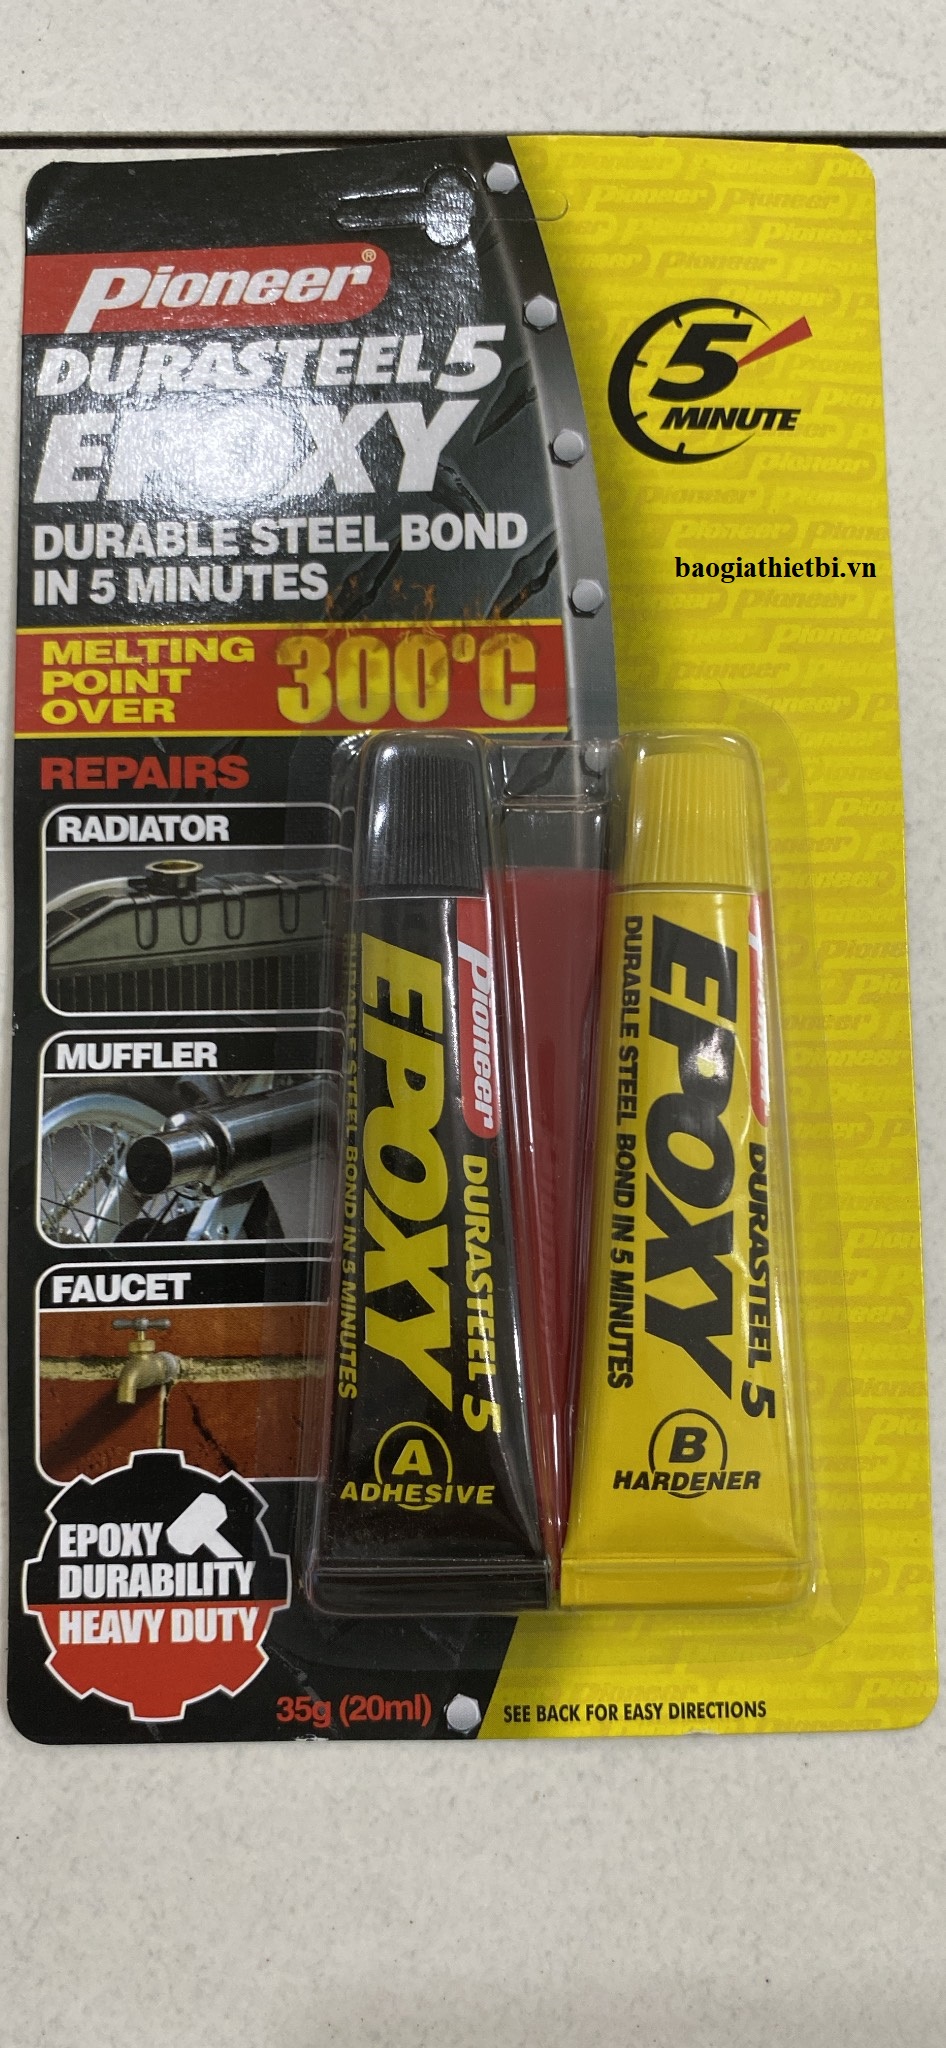 Pioneer®
DURASTEEL 5
EPOXY
DURABLE STEEL BOND
IN 5 MINUTES
5
MINUTE
baogiathietbi.vn
MELTING
POINT
OVER
300°C
REPAIRS
RADIATOR
MUFFLER
FAUCET
Pioneer
DURASTEEL 5
EPOXY
DURABLE STEEL BOND IN 5 MINUTES
A
ADHESIVE
DURASTEEL 5
EPOXY
DURABLE STEEL BOND IN 5 MINUTES
B
HARDENER
EPOXY
DURABILITY
HEAVY DUTY
35g (20ml)
SEE BACK FOR EASY DIRECTIONS